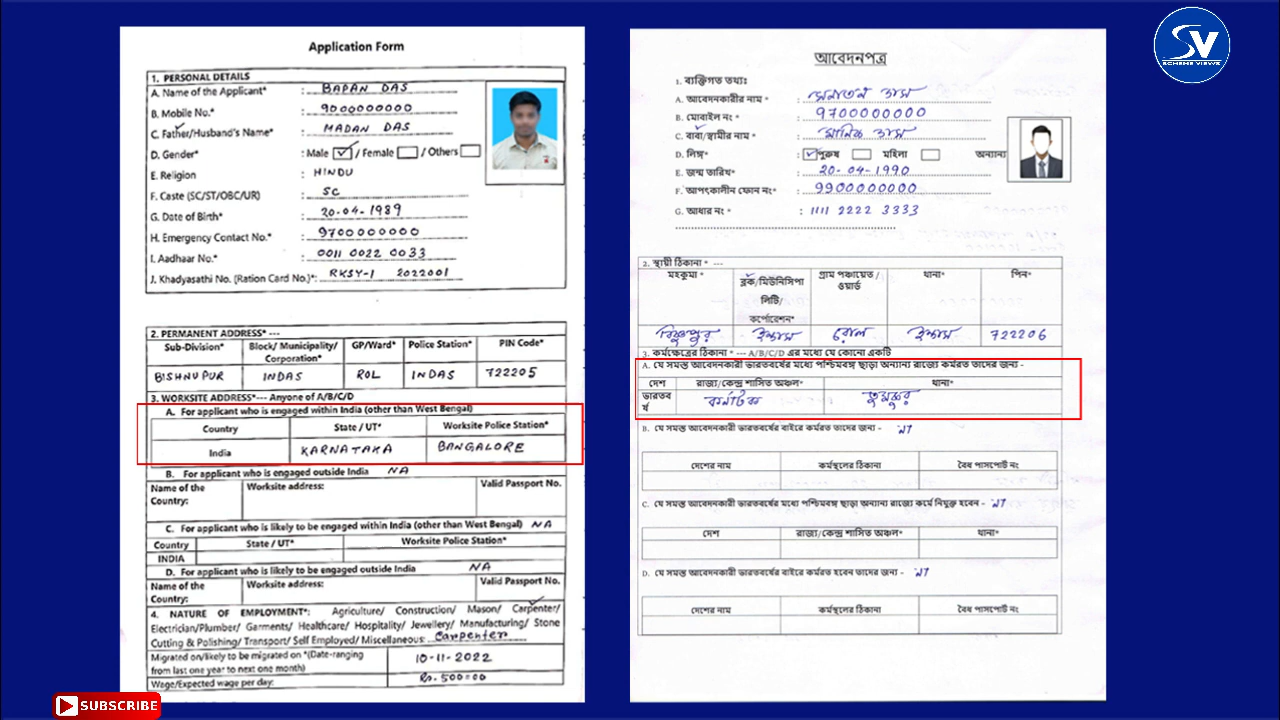 SV
SCHEME VIEWS
Application Form
1. PERSONAL DETAILS
A. Name of the Applicant* : BAPAN DAS
B. Mobile No.* : 9000000000
C. Father/Husband's Name* : MADAN DAS
D. Gender* : Male / Female / Others
E. Religion : HINDU
F. Caste (SC/ST/OBC/UR) : SC
G. Date of Birth* : 20-04-1989
H. Emergency Contact No.* : 9700000000
I. Aadhaar No.* : 0011 0022 0033
J. Khadyasathi No. (Ration Card No.)*: RKSY-1 2022001
2. PERMANENT ADDRESS* ---
Sub-Division* Block/ Municipality/ Corporation* GP/Ward* Police Station* PIN Code*
BISHNUPUR INDAS ROL INDAS 722205
3. WORKSITE ADDRESS*--- Anyone of A/B/C/D
A. For applicant who is engaged within India (other than West Bengal)
Country State / UT* Worksite Police Station*
India KARNATAKA BANGALORE
B. For applicant who is engaged outside India NA
Name of the Country: Worksite address: Valid Passport No.
C. For applicant who is likely to be engaged within India (other than West Bengal) NA
Country State / UT* Worksite Police Station*
INDIA
D. For applicant who is likely to be engaged outside India NA
Name of the Country: Worksite address: Valid Passport No.
4. NATURE OF EMPLOYMENT*: Agriculture/ Construction/ Mason/ Carpenter/
Electrician/Plumber/ Garments/ Healthcare/ Hospitality/ Jewellery/ Manufacturing/ Stone
Cutting & Polishing/ Transport/ Self Employed/ Miscellaneous: Carpenter
Migrated on/likely to be migrated on *(Date-ranging
from last one year to next one month) 10-11-2022
Wage/Expected wage per day: Rs. 500=00
SUBSCRIBE
আবেদনপত্র
1. ব্যক্তিগত তথ্যঃ
A. আবেদনকারীর নাম * : সনাতন দাস
B. মোবাইল নং * : 9700000000
C. বাবা/স্বামীর নাম * : মানিক দাস
D. লিঙ্গ* : পুরুষ মহিলা অন্যান্য
E. জন্ম তারিখ* : 20-04-1990
F. আপৎকালীন ফোন নং* : 9900000000
G. আধার নং * : 1111 2222 3333
2. স্থায়ী ঠিকানা * ---
মহকুমা * ব্লক/মিউনিসিপালিটি/ কর্পোরেশন* গ্রাম পঞ্চায়েত / ওয়ার্ড থানা* পিন*
বিষ্ণুপুর ইন্দাস রোল ইন্দাস 722206
3. কর্মক্ষেত্রের ঠিকানা * --- A/B/C/D এর মধ্যে যে কোনো একটি
A. যে সমস্ত আবেদনকারী ভারতবর্ষের মধ্যে পশ্চিমবঙ্গ ছাড়া অন্যান্য রাজ্যে কর্মরত তাদের জন্য -
দেশ রাজ্য/কেন্দ্র শাসিত অঞ্চল* থানা*
ভারতবর্ষ কর্নাটক তুমকুর
B. যে সমস্ত আবেদনকারী ভারতবর্ষের বাইরে কর্মরত তাদের জন্য - না
দেশের নাম কর্মস্থলের ঠিকানা বৈধ পাসপোর্ট নং
C. যে সমস্ত আবেদনকারী ভারতবর্ষের মধ্যে পশ্চিমবঙ্গ ছাড়া অন্যান্য রাজ্যে কর্মে নিযুক্ত হবেন - না
দেশ রাজ্য/কেন্দ্র শাসিত অঞ্চল* থানা*
D. যে সমস্ত আবেদনকারী ভারতবর্ষের বাইরে কর্মরত হবেন তাদের জন্য - না
দেশের নাম কর্মস্থলের ঠিকানা বৈধ পাসপোর্ট নং